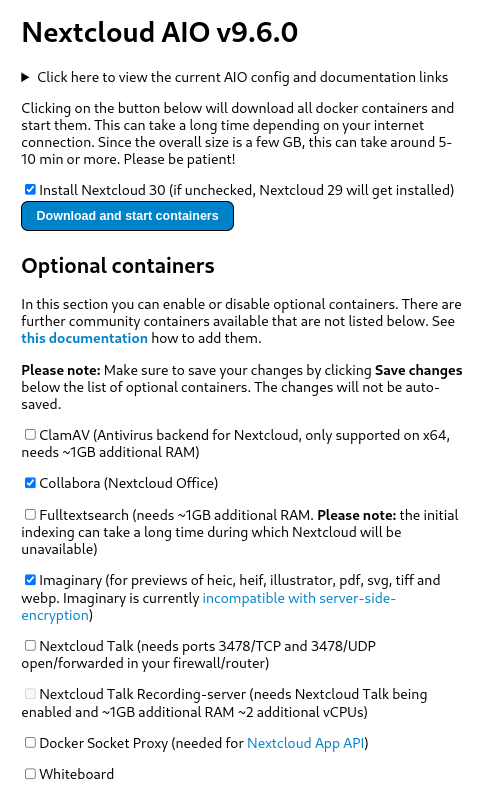 Nextcloud AIO v9.6.0
Click here to view the current AIO config and documentation links
Clicking on the button below will download all docker containers and
start them. This can take a long time depending on your internet
connection. Since the overall size is a few GB, this can take around 5-
10 min or more. Please be patient!
Install Nextcloud 30 (if unchecked, Nextcloud 29 will get installed)
Download and start containers
Optional containers
In this section you can enable or disable optional containers. There are
further community containers available that are not listed below. See
this documentation how to add them.
Please note: Make sure to save your changes by clicking Save changes
below the list of optional containers. The changes will not be auto-
saved.
ClamAV (Antivirus backend for Nextcloud, only supported on x64,
needs ~1GB additional RAM)
Collabora (Nextcloud Office)
Fulltextsearch (needs ~1GB additional RAM. Please note: the initial
indexing can take a long time during which Nextcloud will be
unavailable)
Imaginary (for previews of heic, heif, illustrator, pdf, svg, tiff and
webp. Imaginary is currently incompatible with server-side-
encryption)
Nextcloud Talk (needs ports 3478/TCP and 3478/UDP
open/forwarded in your firewall/router)
Nextcloud Talk Recording-server (needs Nextcloud Talk being
enabled and ~1GB additional RAM ~2 additional vCPUs)
Docker Socket Proxy (needed for Nextcloud App API)
Whiteboard